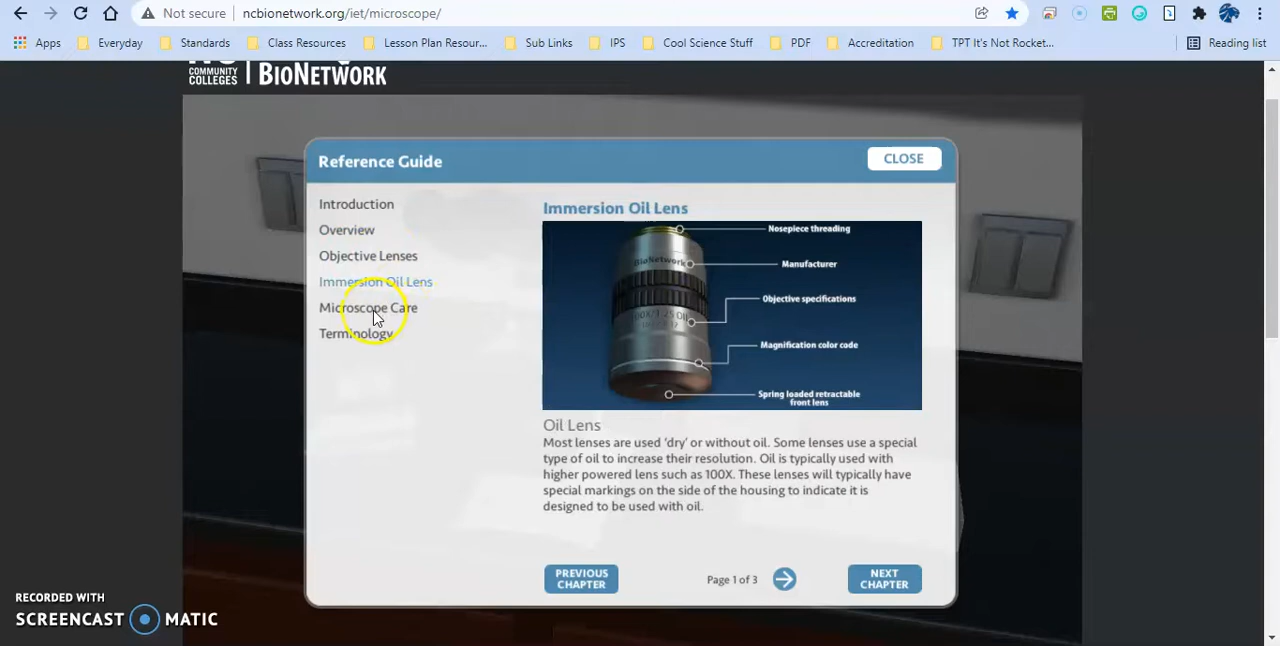 Not secure | ncbionetwork.org/iet/microscope/
Apps Everyday Standards Class Resources Lesson Plan Resour... Sub Links IPS Cool Science Stuff PDF Accreditation TPT It's Not Rocket... Reading list
COMMUNITY
COLLEGES | BIONETWORK
Reference Guide
CLOSE
Introduction
Overview
Objective Lenses
Immersion Oil Lens
Microscope Care
Terminology
Immersion Oil Lens
Nosepiece threading
BioNetwork
Manufacturer
Objective specifications
Magnification color code
Spring loaded retractable
front lens
Oil Lens
Most lenses are used 'dry' or without oil. Some lenses use a special
type of oil to increase their resolution. Oil is typically used with
higher powered lens such as 100X. These lenses will typically have
special markings on the side of the housing to indicate it is
designed to be used with oil.
PREVIOUS
CHAPTER
Page 1 of 3
NEXT
CHAPTER
RECORDED WITH
SCREENCAST MATIC